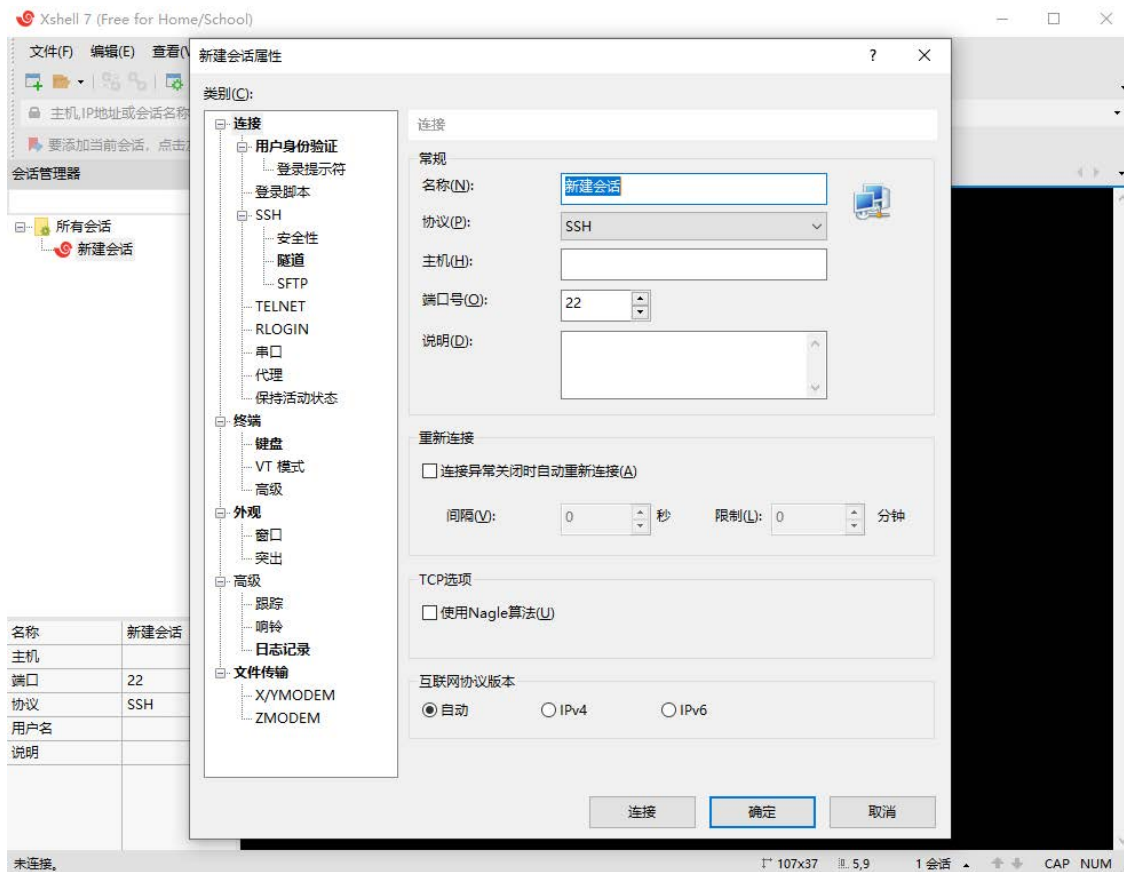 Xshell 7 (Free for Home/School)
文件(F) 编辑(E) 查看(V
新建会话属性
?
类别(C):
主机,IP地址或会话名称
要添加当前会话，点击
会话管理器
所有会话
新建会话
连接
用户身份验证
登录提示符
登录脚本
SSH
安全性
隧道
SFTP
TELNET
RLOGIN
串口
代理
保持活动状态
终端
键盘
VT 模式
高级
外观
窗口
突出
高级
跟踪
响铃
日志记录
文件传输
X/YMODEM
ZMODEM
连接
常规
名称(N): 新建会话
协议(P): SSH
主机(H):
端口号(O): 22
说明(D):
重新连接
连接异常关闭时自动重新连接(A)
间隔(V): 0 秒 限制(L): 0 分钟
TCP选项
使用Nagle算法(U)
互联网协议版本
自动 IPv4 IPv6
连接 确定 取消
名称 新建会话
主机
端口 22
协议 SSH
用户名
说明
未连接。 107x37 5,9 1 会话 CAP NUM